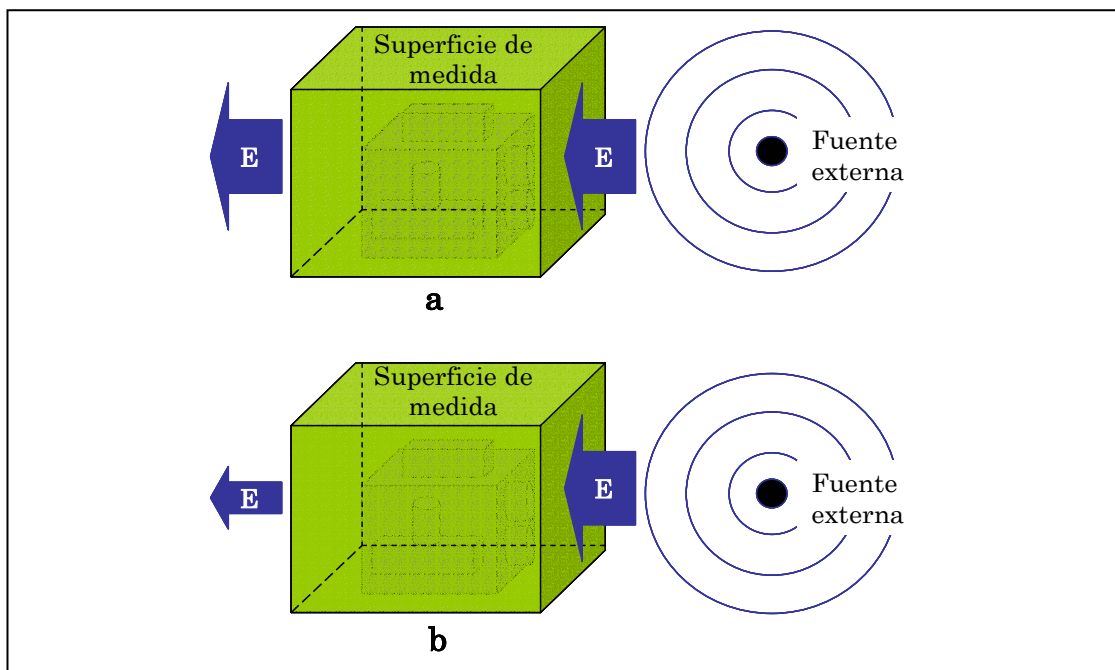 Superficie de
medida
E
E
Fuente
externa
a
Superficie de
medida
E
E
Fuente
externa
b